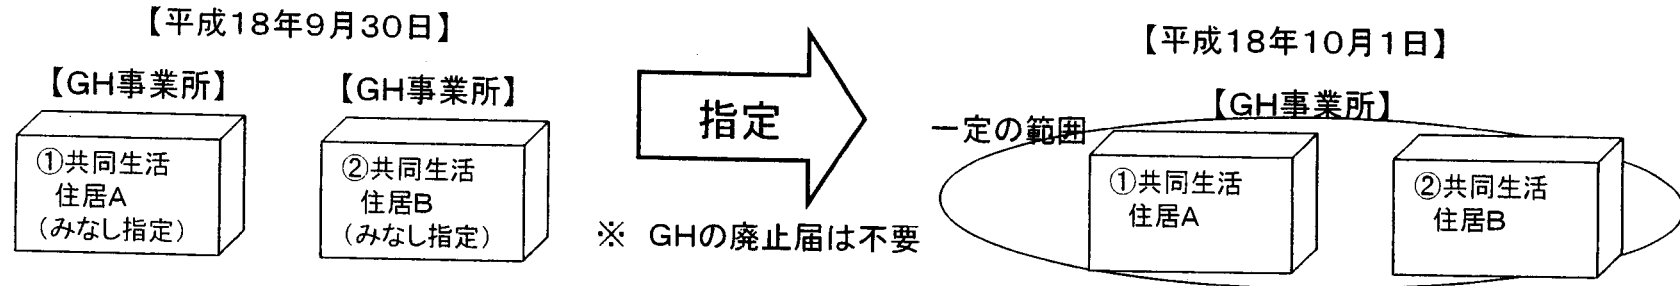 【平成18年9月30日】
【GH事業所】
【GH事業所】
①共同生活
住居A
(みなし指定)
②共同生活
住居B
(みなし指定)
指定
※ GHの廃止届は不要
【平成18年10月1日】
【GH事業所】
一定の範囲
①共同生活
住居A
②共同生活
住居B